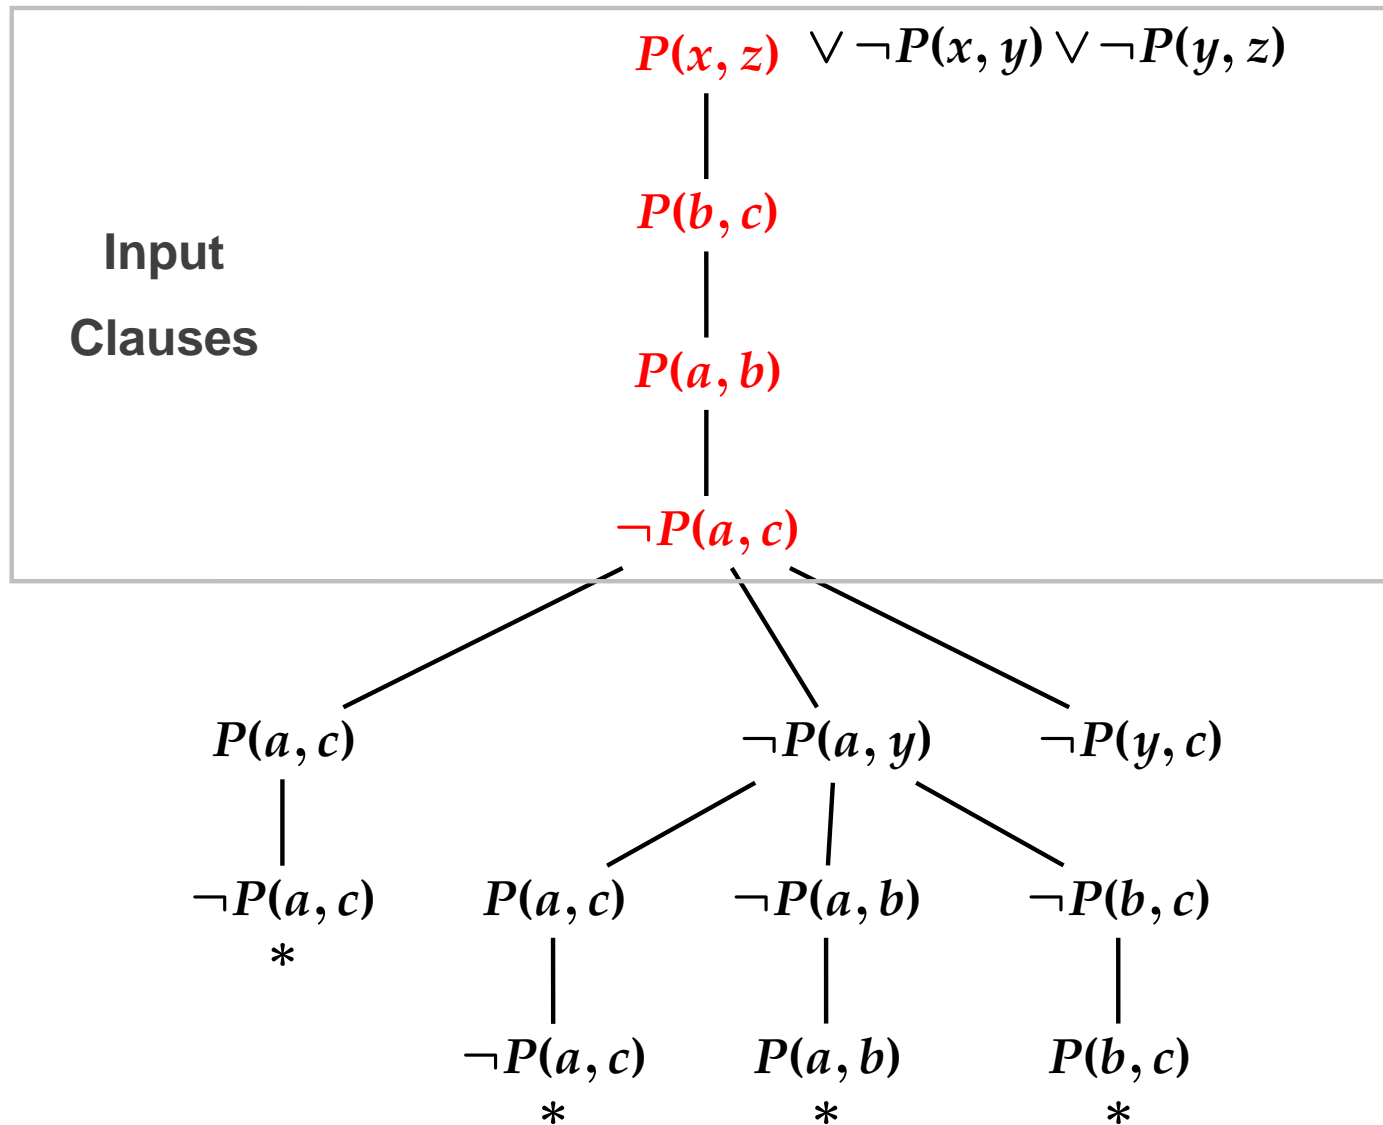 P(x, z) ∨ ¬P(x, y) ∨ ¬P(y, z)
P(b, c)
Input
Clauses
P(a, b)
¬P(a, c)
P(a, c) ¬P(a, y) ¬P(y, c)
¬P(a, c) P(a, c) ¬P(a, b) ¬P(b, c)
*
¬P(a, c) P(a, b) P(b, c)
* * *